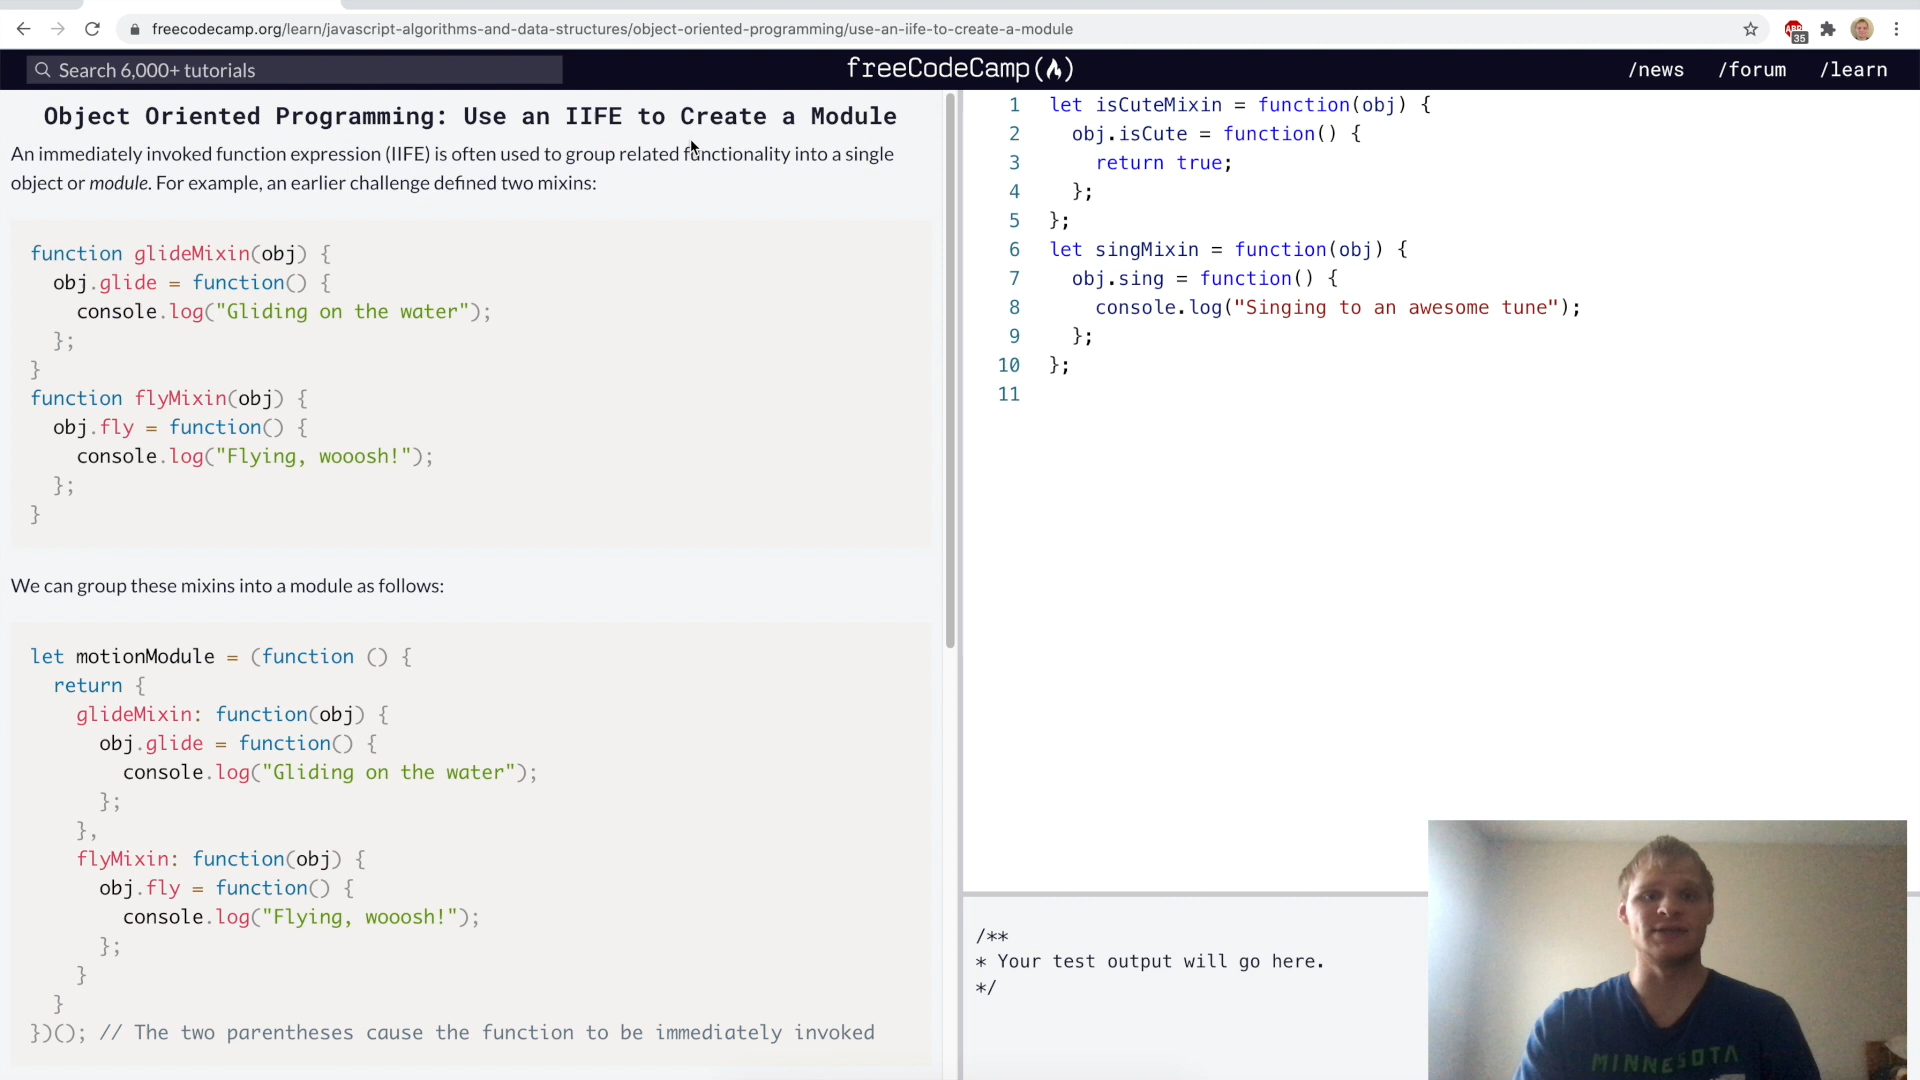 freecodecamp.org/learn/javascript-algorithms-and-data-structures/object-oriented-programming/use-an-iife-to-create-a-module
ABP
35
Search 6,000+ tutorials
freeCodeCamp
/news
/forum
/learn
Object Oriented Programming: Use an IIFE to Create a Module
An immediately invoked function expression (IIFE) is often used to group related functionality into a single
object or module. For example, an earlier challenge defined two mixins:
function glideMixin(obj) {
obj.glide = function() {
console.log("Gliding on the water");
};
}
function flyMixin(obj) {
obj.fly = function() {
console.log("Flying, wooosh!");
};
}
We can group these mixins into a module as follows:
let motionModule = (function () {
return {
glideMixin: function(obj) {
obj.glide = function() {
console.log("Gliding on the water");
};
},
flyMixin: function(obj) {
obj.fly = function() {
console.log("Flying, wooosh!");
};
}
}
})(); // The two parentheses cause the function to be immediately invoked
1 let isCuteMixin = function(obj) {
2 obj.isCute = function() {
3 return true;
4 };
5 };
6 let singMixin = function(obj) {
7 obj.sing = function() {
8 console.log("Singing to an awesome tune");
9 };
10 };
11
/**
* Your test output will go here.
*/
MINNESOTA